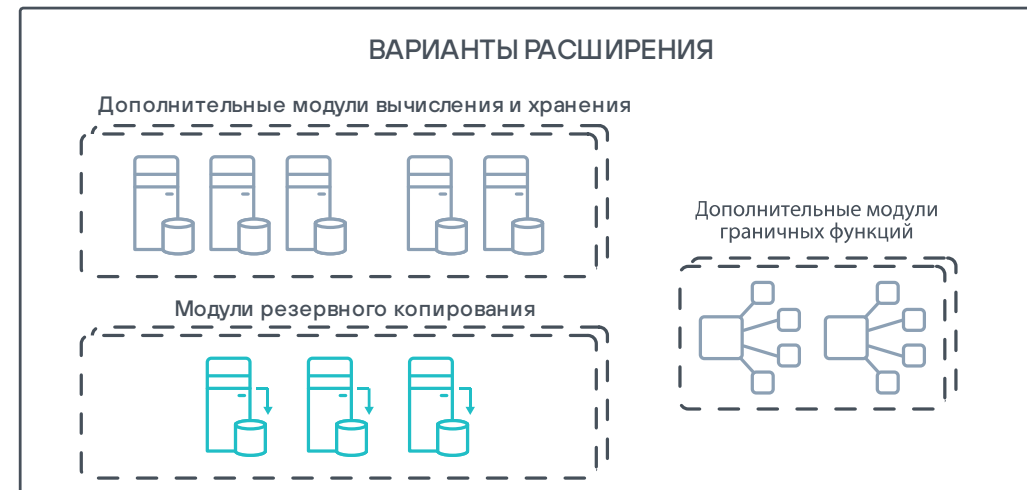 ВАРИАНТЫ РАСШИРЕНИЯ
Дополнительные модули вычисления и хранения
Дополнительные модули
граничных функций
Модули резервного копирования